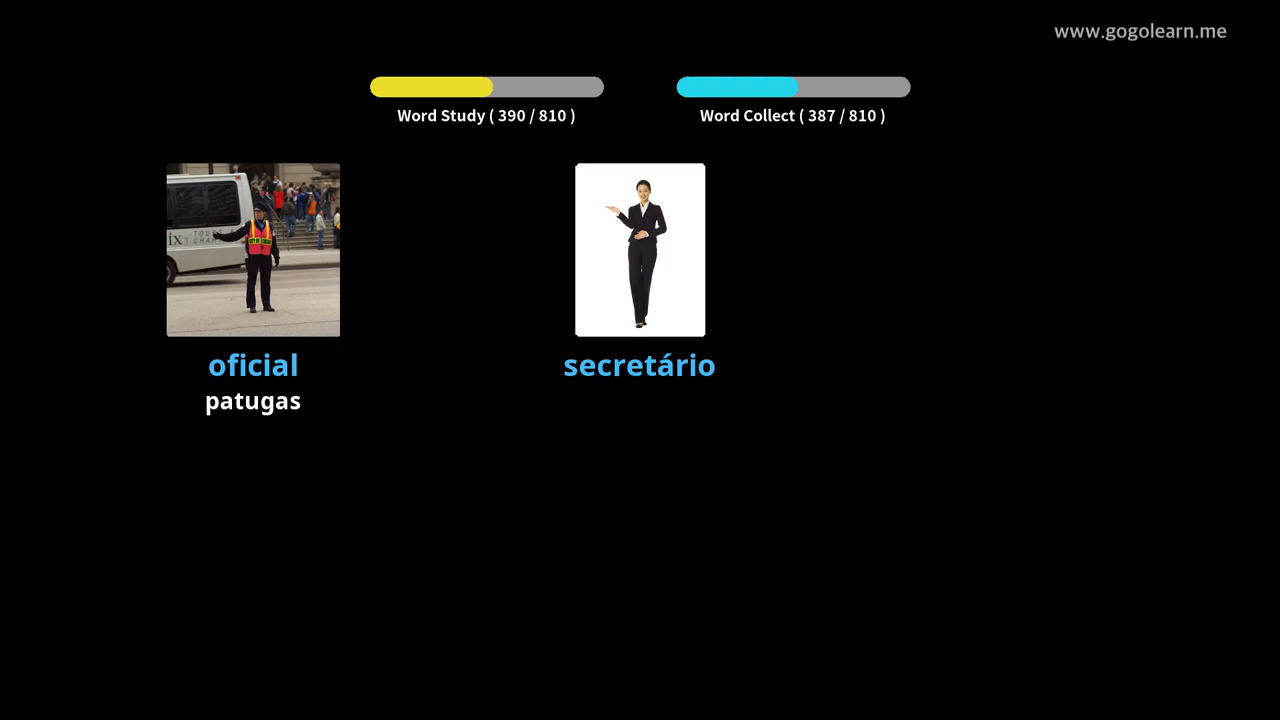 www.gogolearn.me
Word Study ( 390 / 810 )
Word Collect ( 387 / 810 )
oficial
secretário
patugas